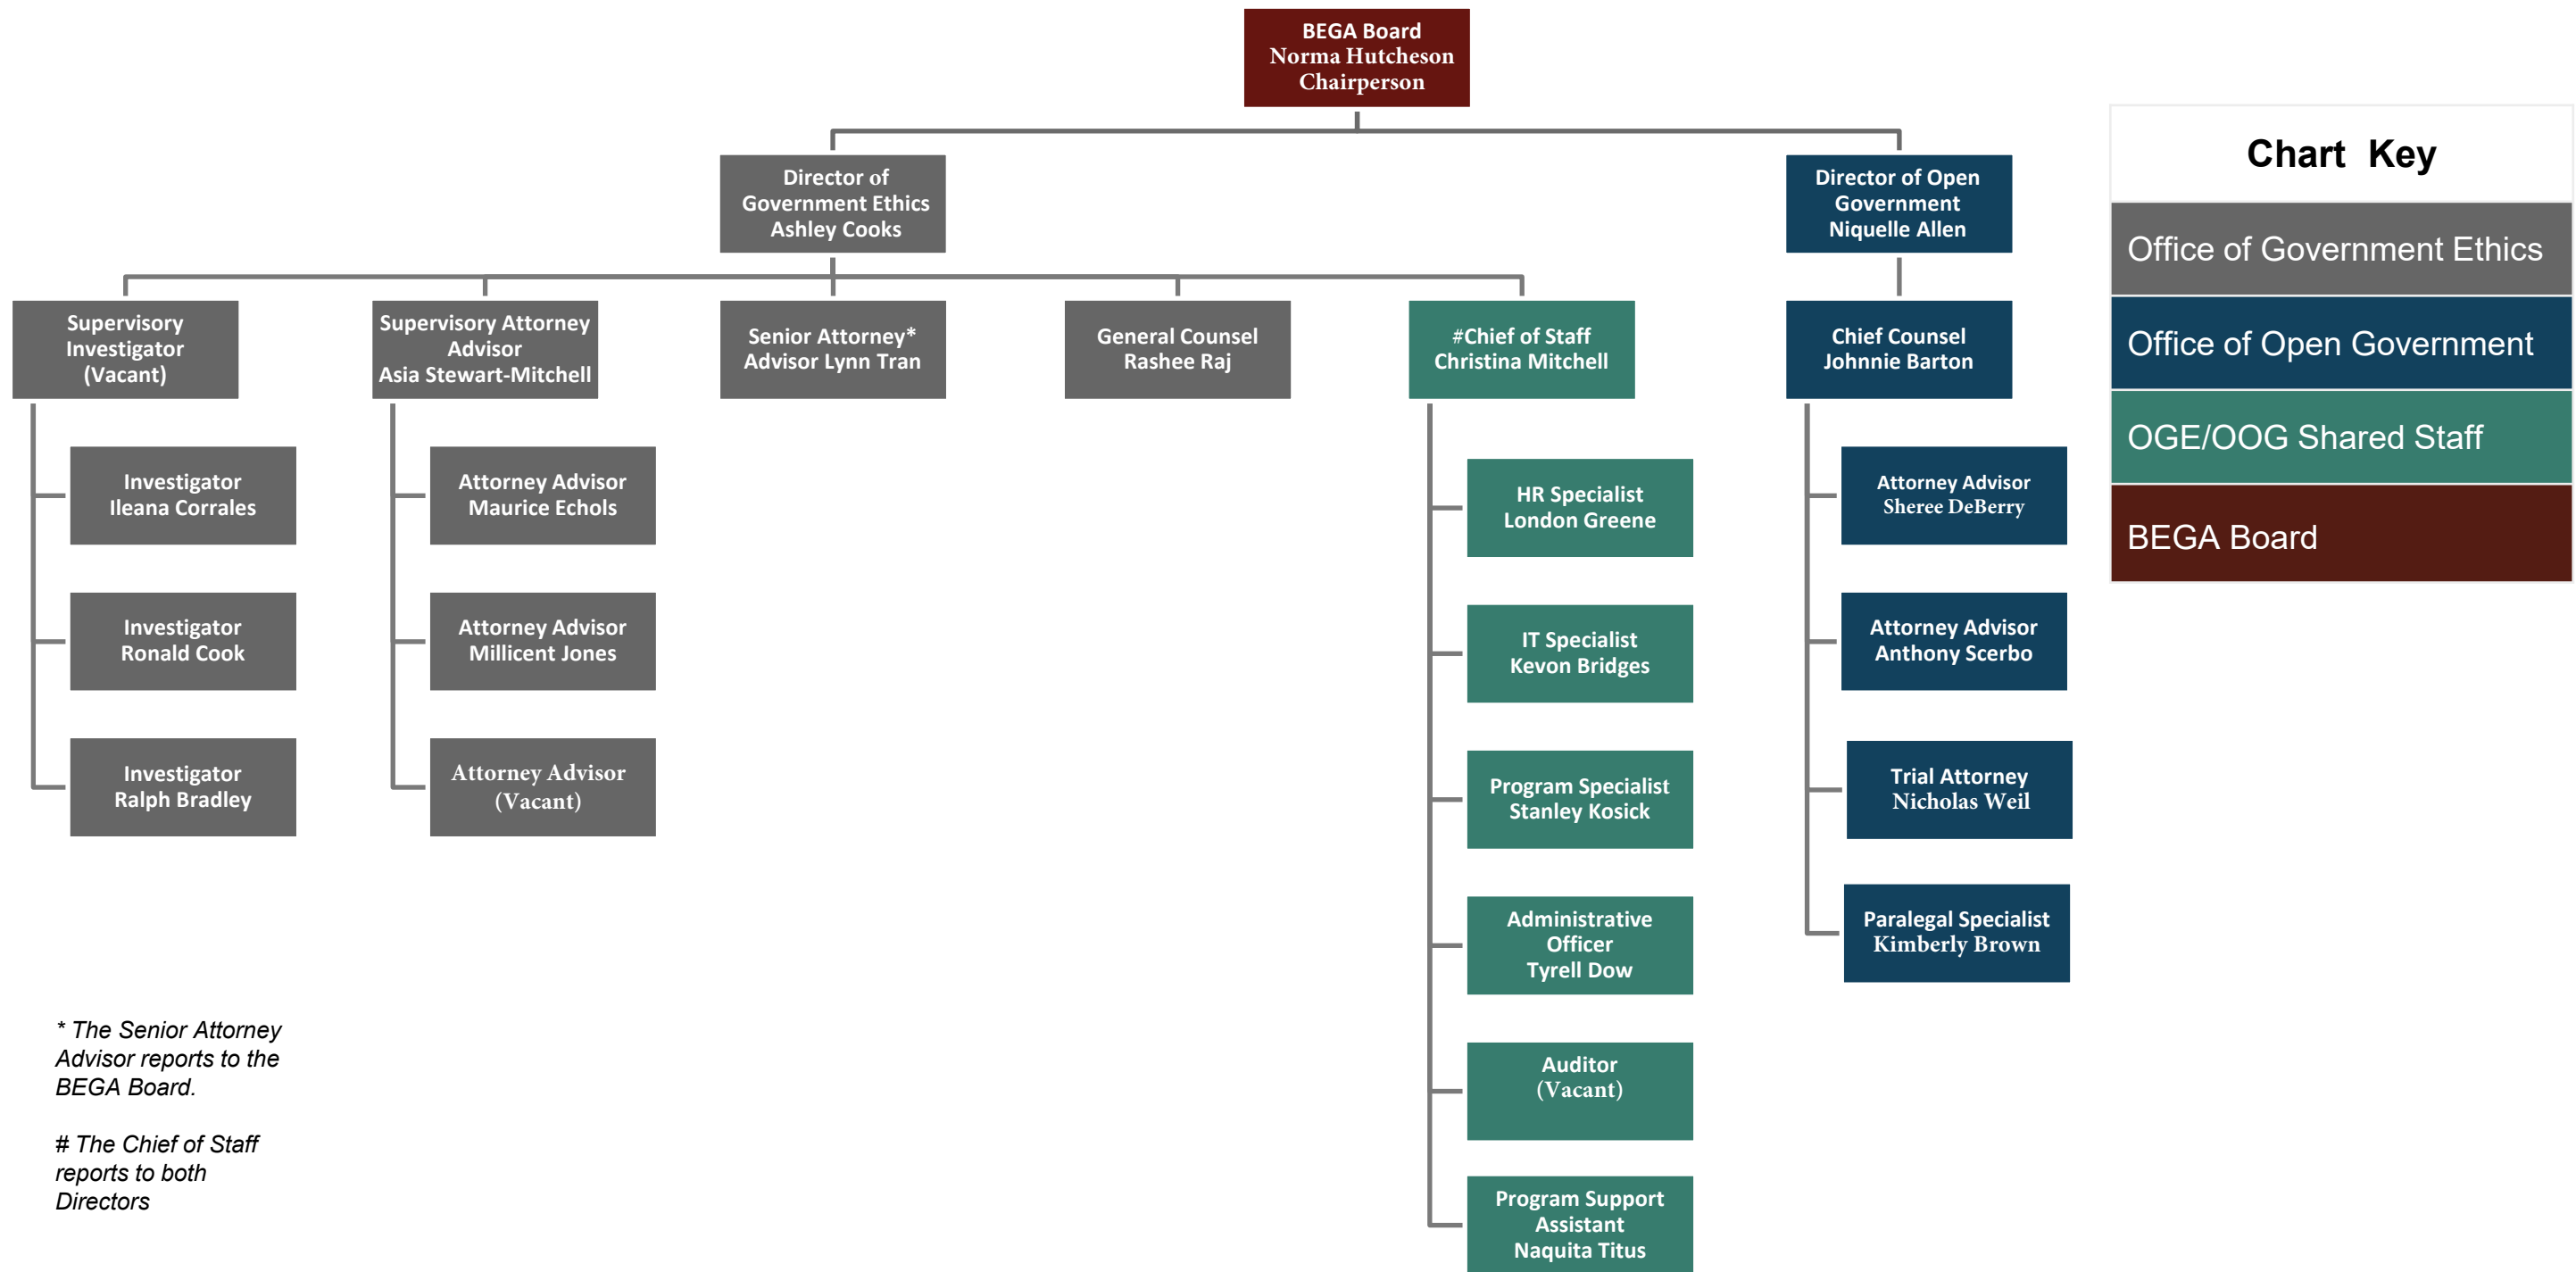 BEGA Board
Norma Hutcheson
Chairperson
Director of
Government Ethics
Ashley Cooks
Director of Open
Government
Niquelle Allen
Supervisory
Investigator
(Vacant)
Supervisory Attorney
Advisor
Asia Stewart-Mitchell
Senior Attorney*
Advisor Lynn Tran
General Counsel
Rashee Raj
#Chief of Staff
Christina Mitchell
Chief Counsel
Johnnie Barton
Investigator
Ileana Corrales
Investigator
Ronald Cook
Investigator
Ralph Bradley
Attorney Advisor
Maurice Echols
Attorney Advisor
Millicent Jones
Attorney Advisor
(Vacant)
HR Specialist
London Greene
IT Specialist
Kevon Bridges
Program Specialist
Stanley Kosick
Administrative
Officer
Tyrell Dow
Auditor
(Vacant)
Program Support
Assistant
Naquita Titus
Attorney Advisor
Sheree DeBerry
Attorney Advisor
Anthony Scerbo
Trial Attorney
Nicholas Weil
Paralegal Specialist
Kimberly Brown
Chart Key
Office of Government Ethics
Office of Open Government
OGE/OOG Shared Staff
BEGA Board
* The Senior Attorney
Advisor reports to the
BEGA Board.
# The Chief of Staff
reports to both
Directors